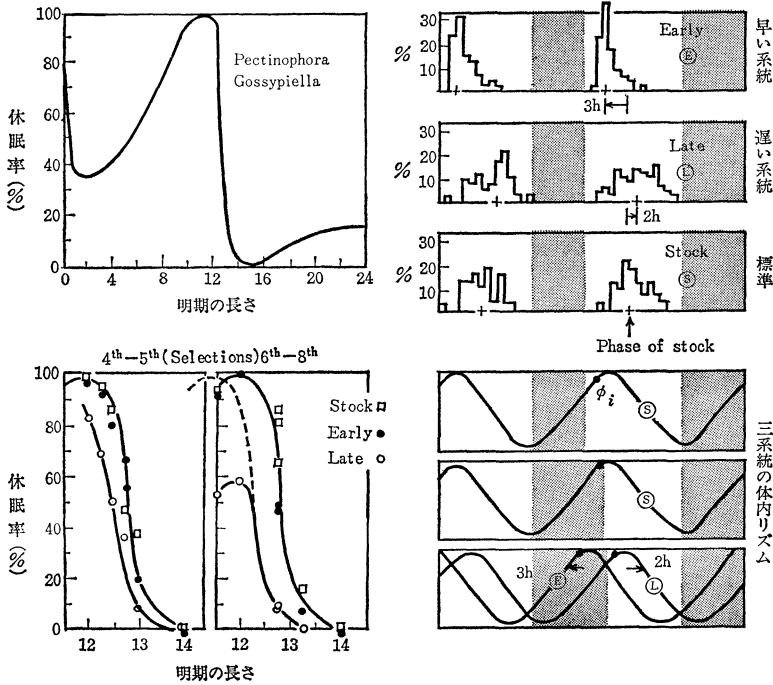 100
80
60
40
20
0
休眠率(%)
Pectinophora
Gossypiella
0 4 8 12 16 20 24
明期の長さ
%
30
20
10
Early
E
早い系統
3h
%
30
20
10
Late
L
遅い系統
2h
%
30
20
10
Stock
S
標準
Phase of stock
4th—5th(Selections)6th—8th
100
80
60
40
20
0
休眠率(%)
Stock
Early
Late
12 13 14
12 13 14
明期の長さ
ϕi
S
S
3h
E
2h
L
三系統の体内リズム